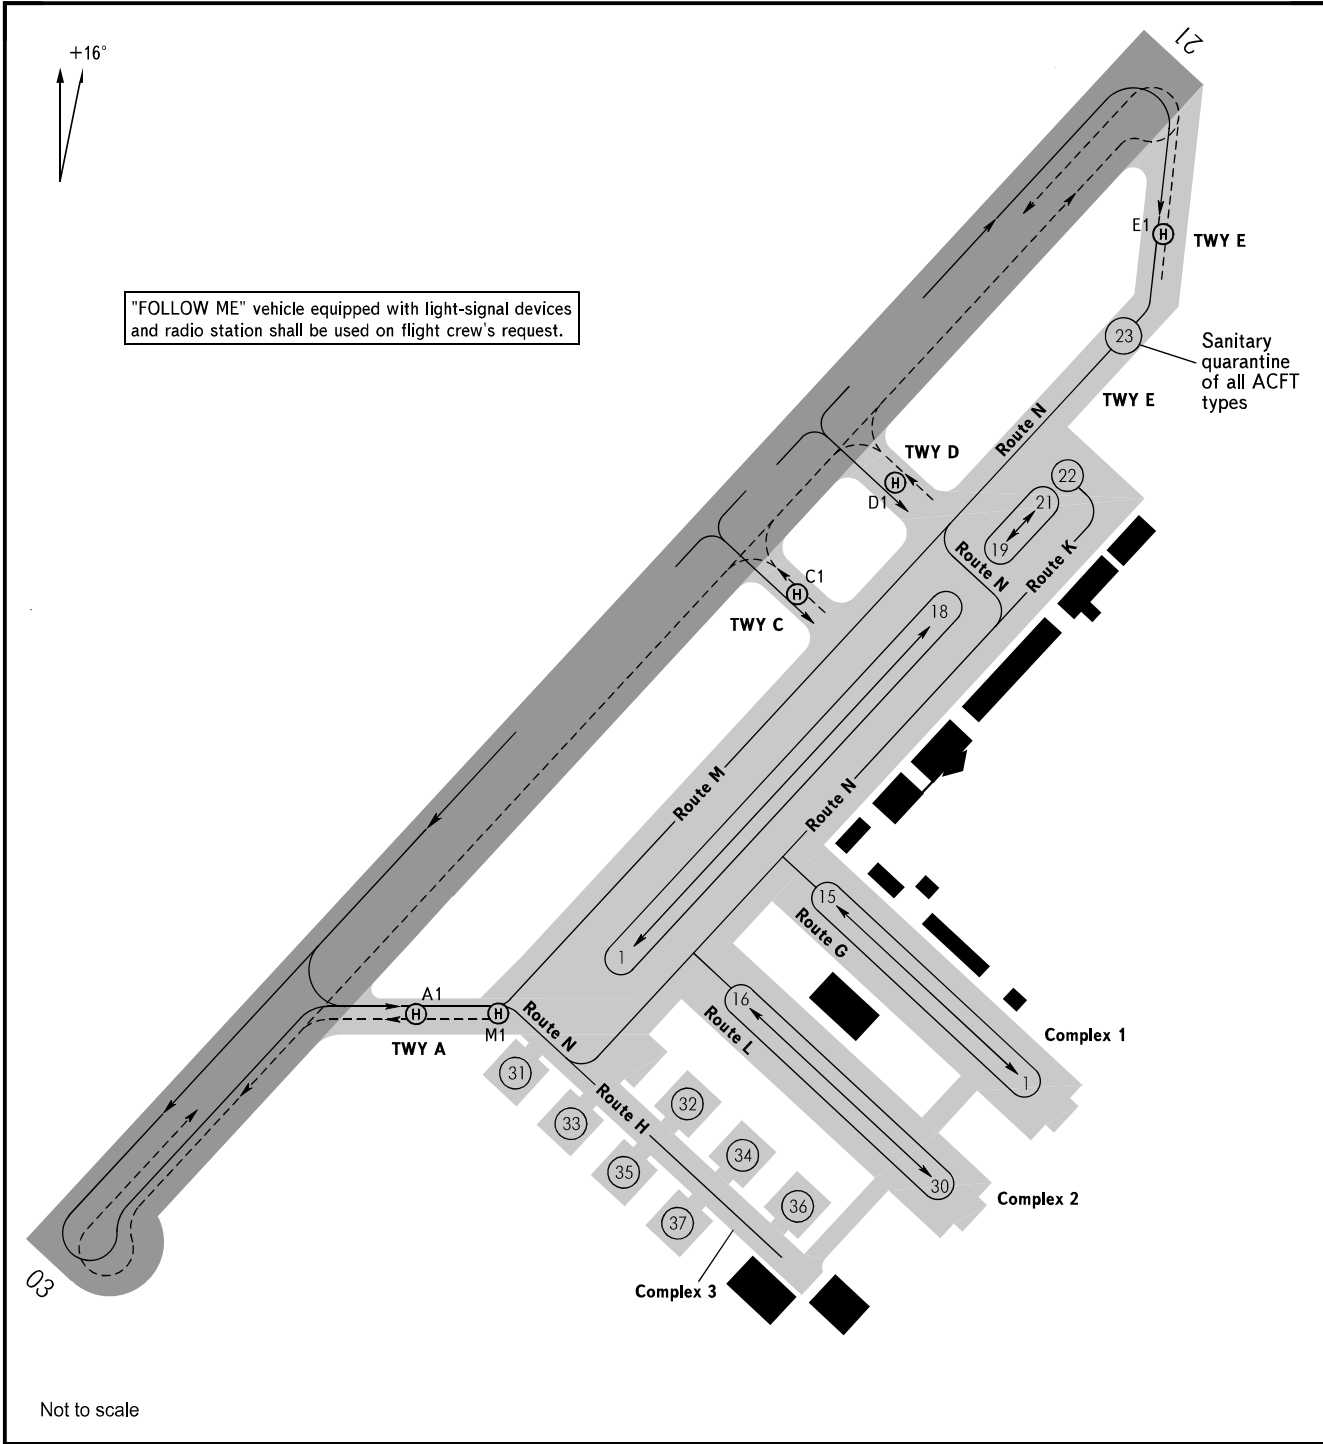 21
+16°
E1
H
TWY E
"FOLLOW ME" vehicle equipped with light-signal devices
and radio station shall be used on flight crew's request.
23
Sanitary
quarantine
of all ACFT
types
TWY E
Route N
TWY D
H
D1
22
21
19
Route N
Route K
C1
H
TWY C
18
Route M
Route N
1
15
Route G
16
Route L
A1
H
H
M1
TWY A
Route N
Complex 1
1
31
32
33
Route H
34
35
36
37
30
Complex 2
Complex 3
03
Not to scale